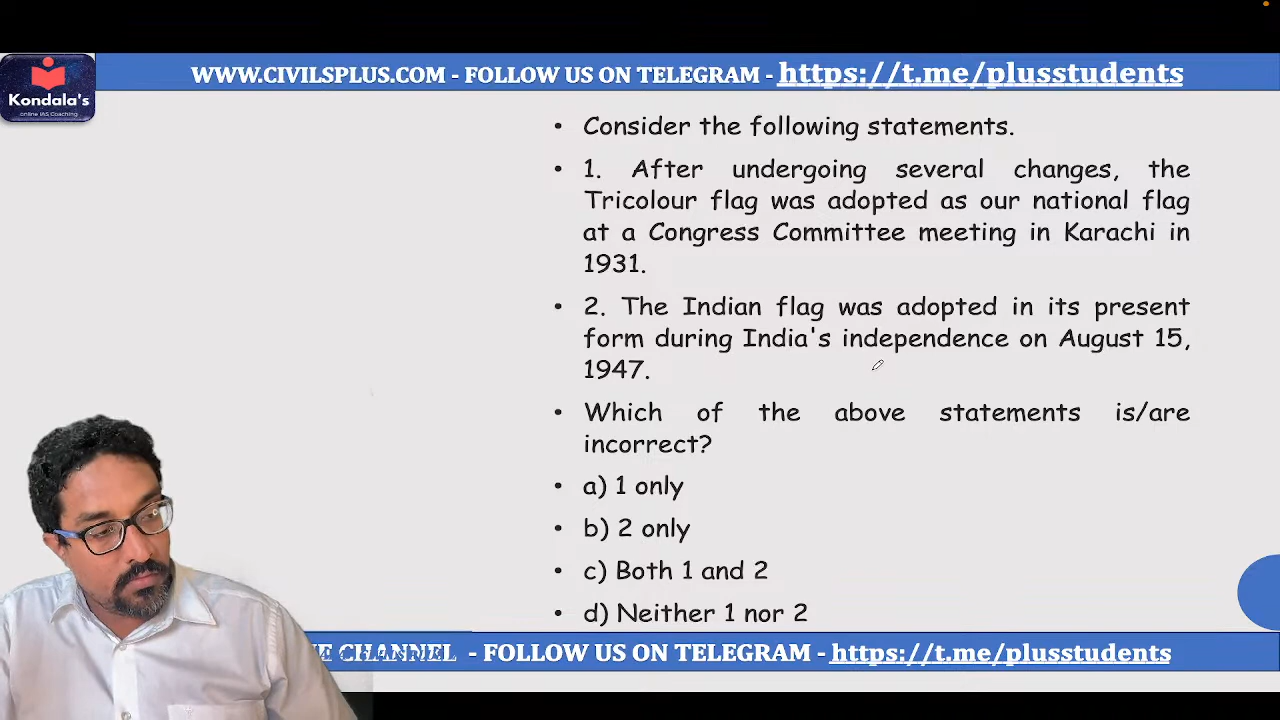 WWW.CIVILSPLUS.COM - FOLLOW US ON TELEGRAM - https://t.me/plusstudents
Kondala's
online IAS Coaching
• Consider the following statements.
• 1. After undergoing several changes, the
Tricolour flag was adopted as our national flag
at a Congress Committee meeting in Karachi in
1931.
• 2. The Indian flag was adopted in its present
form during India's independence on August 15,
1947.
• Which of the above statements is/are
incorrect?
• a) 1 only
• b) 2 only
• c) Both 1 and 2
• d) Neither 1 nor 2
CHANNEL - FOLLOW US ON TELEGRAM - https://t.me/plusstudents